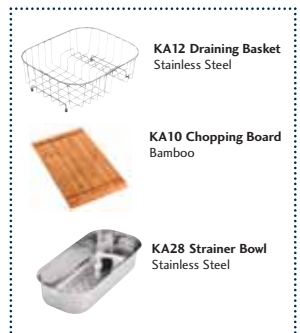 KA12 Draining Basket
Stainless Steel
KA10 Chopping Board
Bamboo
KA28 Strainer Bowl
Stainless Steel